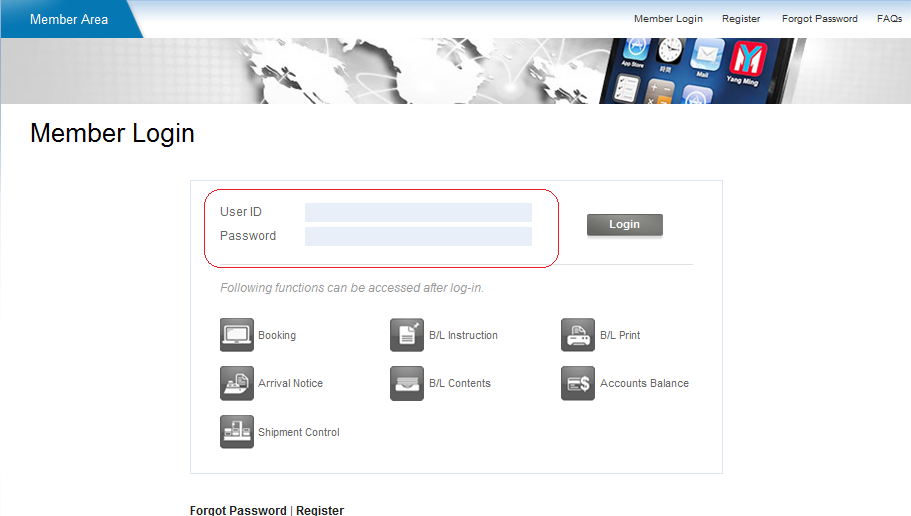 Member Area
Member Login Register Forgot Password FAQs
App Store 時間 Mail Yang Ming
Member Login
User ID
Password
Login
Following functions can be accessed after log-in.
Booking B/L Instruction B/L Print
Arrival Notice B/L Contents Accounts Balance
Shipment Control
Forgot Password | Register